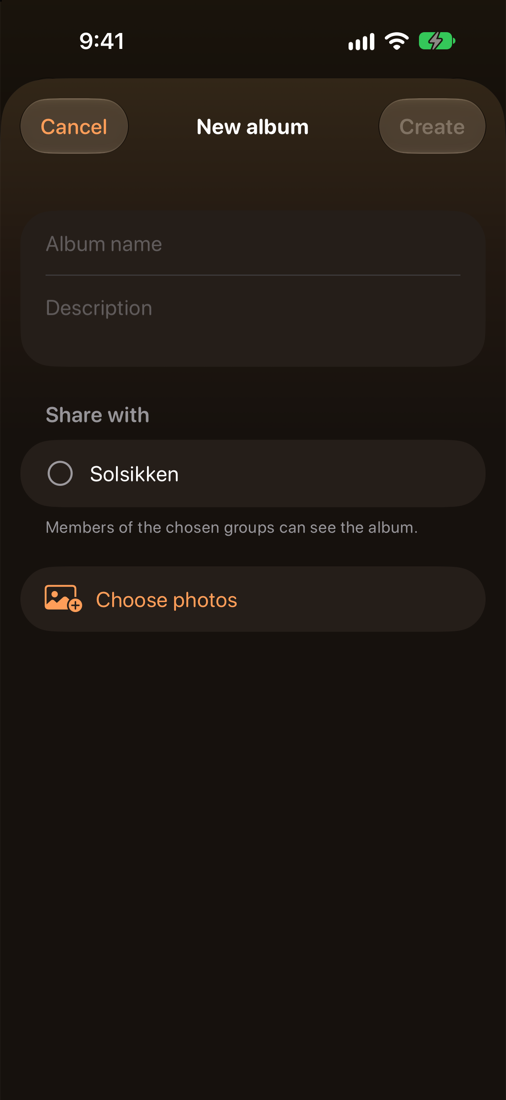 9:41
Cancel
New album
Create
Album name
Description
Share with
Solsikken
Members of the chosen groups can see the album.
Choose photos